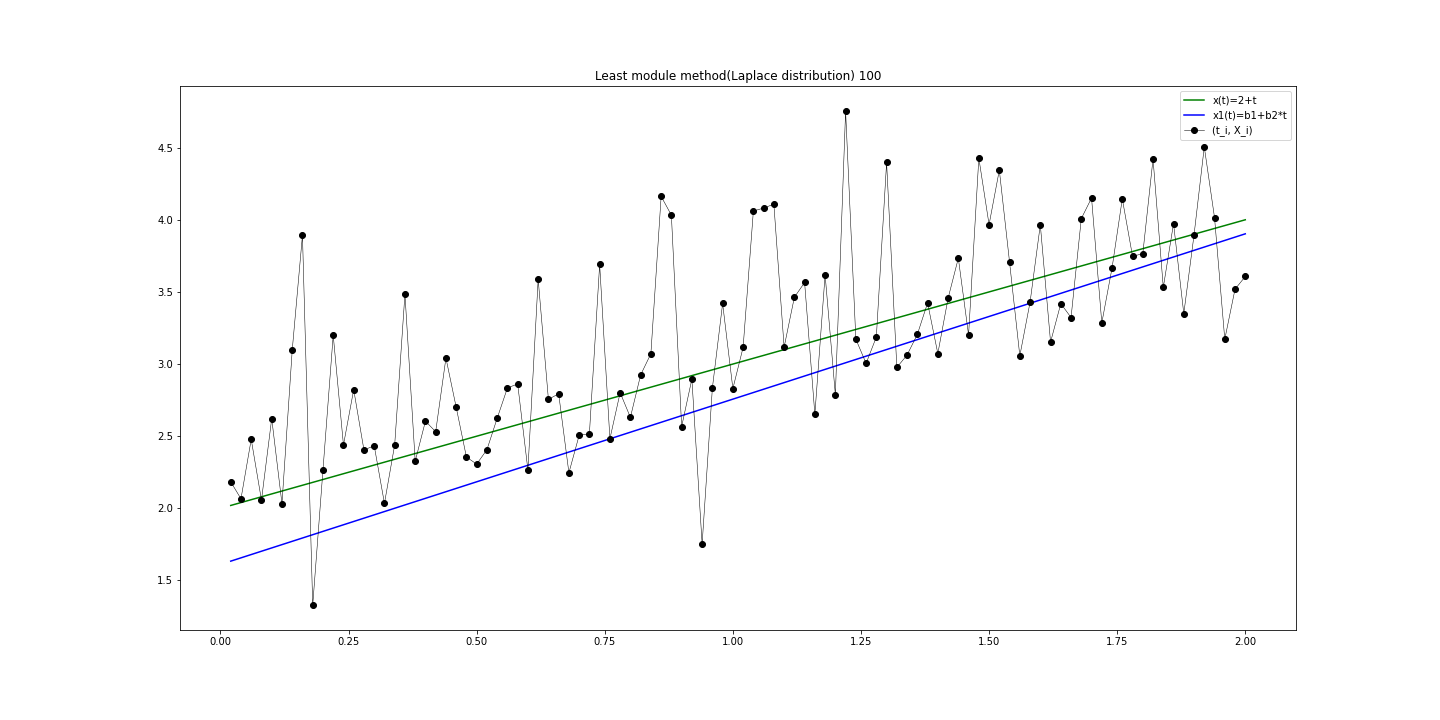 Least module method(Laplace distribution) 100
x(t)=2+t
x1(t)=b1+b2*t
(t_i, X_i)
4.5
4.0
3.5
3.0
2.5
2.0
1.5
0.00 0.25 0.50 0.75 1.00 1.25 1.50 1.75 2.00